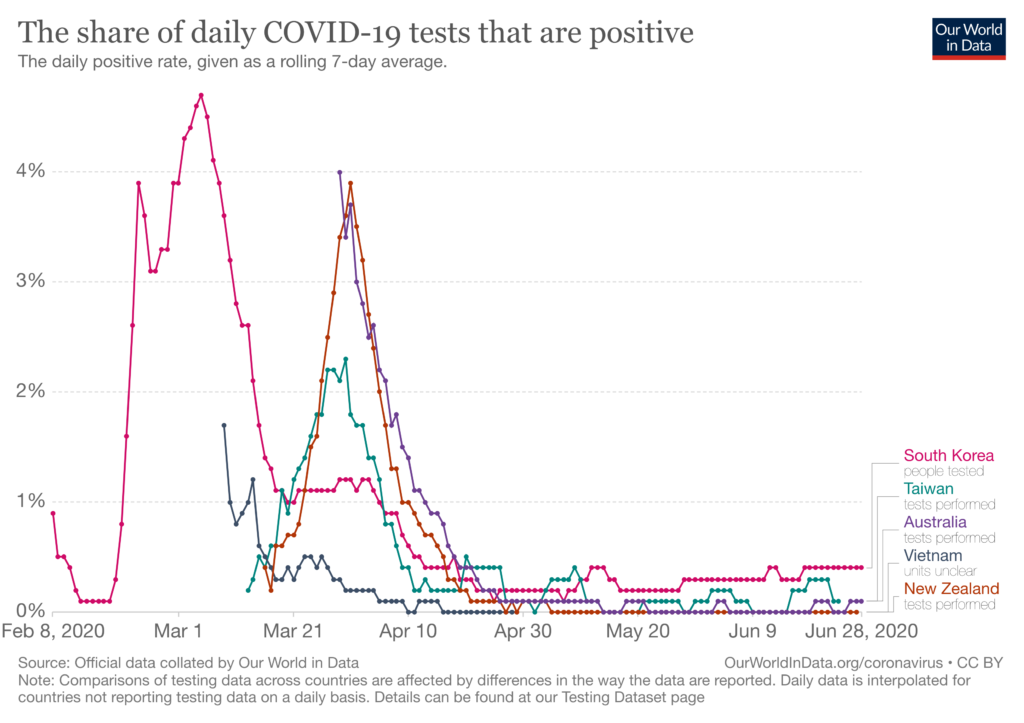 The share of daily COVID-19 tests that are positive
Our World
in Data
The daily positive rate, given as a rolling 7-day average.
4%
3%
2%
1%
0%
South Korea
people tested
Taiwan
tests performed
Australia
tests performed
Vietnam
units unclear
New Zealand
tests performed
Feb 8, 2020
Mar 1
Mar 21
Apr 10
Apr 30
May 20
Jun 9
Jun 28, 2020
Source: Official data collated by Our World in Data
OurWorldInData.org/coronavirus • CC BY
Note: Comparisons of testing data across countries are affected by differences in the way the data are reported. Daily data is interpolated for
countries not reporting testing data on a daily basis. Details can be found at our Testing Dataset page